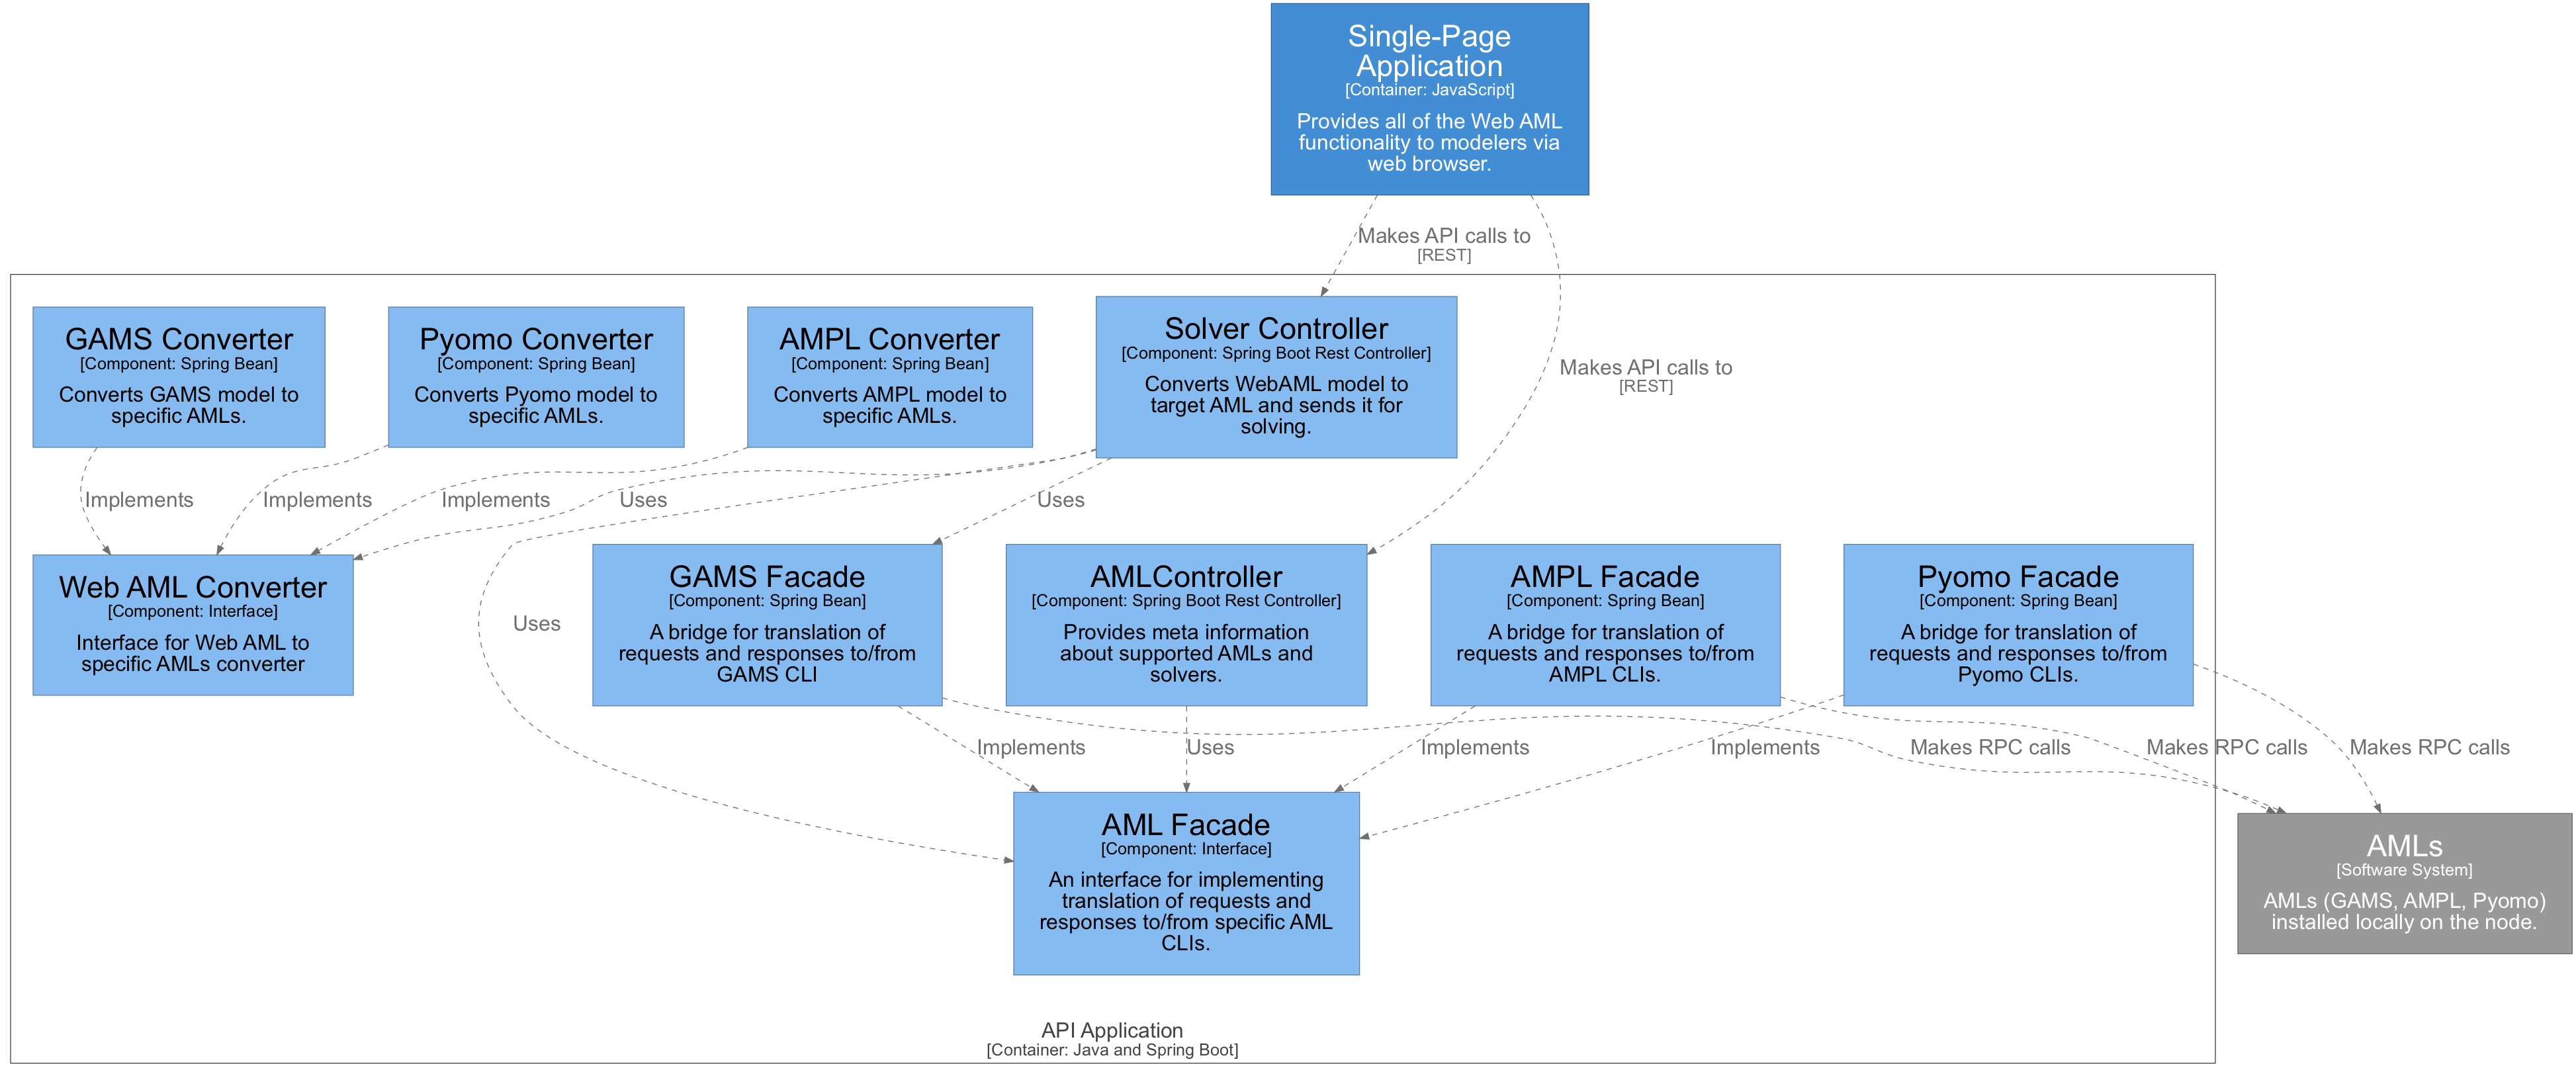 Single-Page
Application
[Container: JavaScript]
Provides all of the Web AML
functionality to modelers via
web browser.
Makes API calls to
[REST]
Makes API calls to
[REST]
GAMS Converter
[Component: Spring Bean]
Converts GAMS model to
specific AMLs.
Pyomo Converter
[Component: Spring Bean]
Converts Pyomo model to
specific AMLs.
AMPL Converter
[Component: Spring Bean]
Converts AMPL model to
specific AMLs.
Solver Controller
[Component: Spring Boot Rest Controller]
Converts WebAML model to
target AML and sends it for
solving.
Implements
Implements
Implements
Uses
Uses
Uses
Web AML Converter
[Component: Interface]
Interface for Web AML to
specific AMLs converter
GAMS Facade
[Component: Spring Bean]
A bridge for translation of
requests and responses to/from
GAMS CLI
AMLController
[Component: Spring Boot Rest Controller]
Provides meta information
about supported AMLs and
solvers.
AMPL Facade
[Component: Spring Bean]
A bridge for translation of
requests and responses to/from
AMPL CLIs.
Pyomo Facade
[Component: Spring Bean]
A bridge for translation of
requests and responses to/from
Pyomo CLIs.
Implements
Uses
Implements
Implements
Makes RPC calls
Makes RPC calls
Makes RPC calls
AML Facade
[Component: Interface]
An interface for implementing
translation of requests and
responses to/from specific AML
CLIs.
AMLs
[Software System]
AMLs (GAMS, AMPL, Pyomo)
installed locally on the node.
API Application
[Container: Java and Spring Boot]